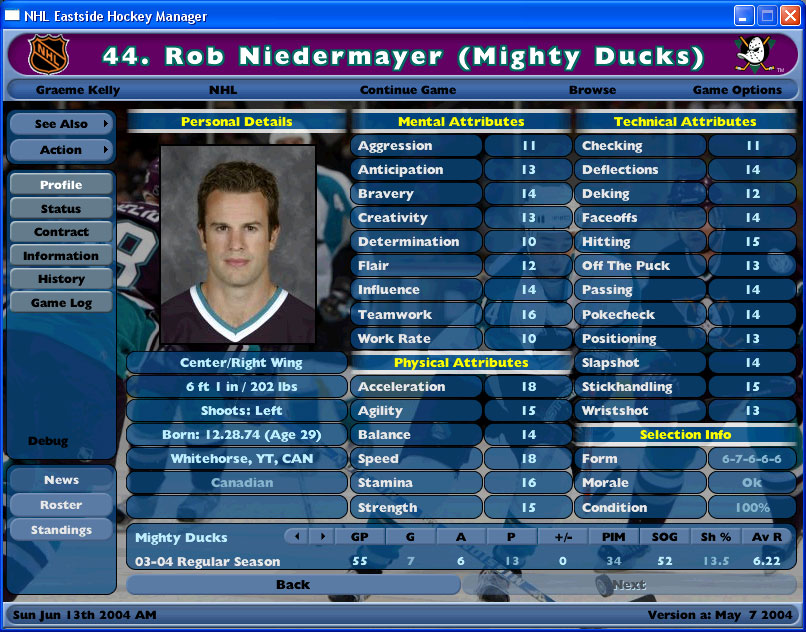 NHL Eastside Hockey Manager
NHL
44. Rob Niedermayer (Mighty Ducks)
TM
Graeme Kelly NHL Continue Game Browse Game Options
See Also
Action
Profile
Status
Contract
Information
History
Game Log
Debug
News
Roster
Standings
Personal Details
Center/Right Wing
6 ft 1 in / 202 lbs
Shoots: Left
Born: 12.28.74 (Age 29)
Whitehorse, YT, CAN
Canadian
Mental Attributes
Aggression 11
Anticipation 13
Bravery 14
Creativity 13
Determination 10
Flair 12
Influence 14
Teamwork 16
Work Rate 10
Physical Attributes
Acceleration 18
Agility 15
Balance 14
Speed 18
Stamina 16
Strength 15
Technical Attributes
Checking 11
Deflections 14
Deking 12
Faceoffs 14
Hitting 15
Off The Puck 13
Passing 14
Pokecheck 14
Positioning 13
Slapshot 14
Stickhandling 15
Wristshot 13
Selection Info
Form 6-7-6-6-6
Morale Ok
Condition 100%
Mighty Ducks GP G A P +/- PIM SOG Sh % Av R
03-04 Regular Season 55 7 6 13 0 34 52 13.5 6.22
Back Next
Sun Jun 13th 2004 AM Version a: May 7 2004